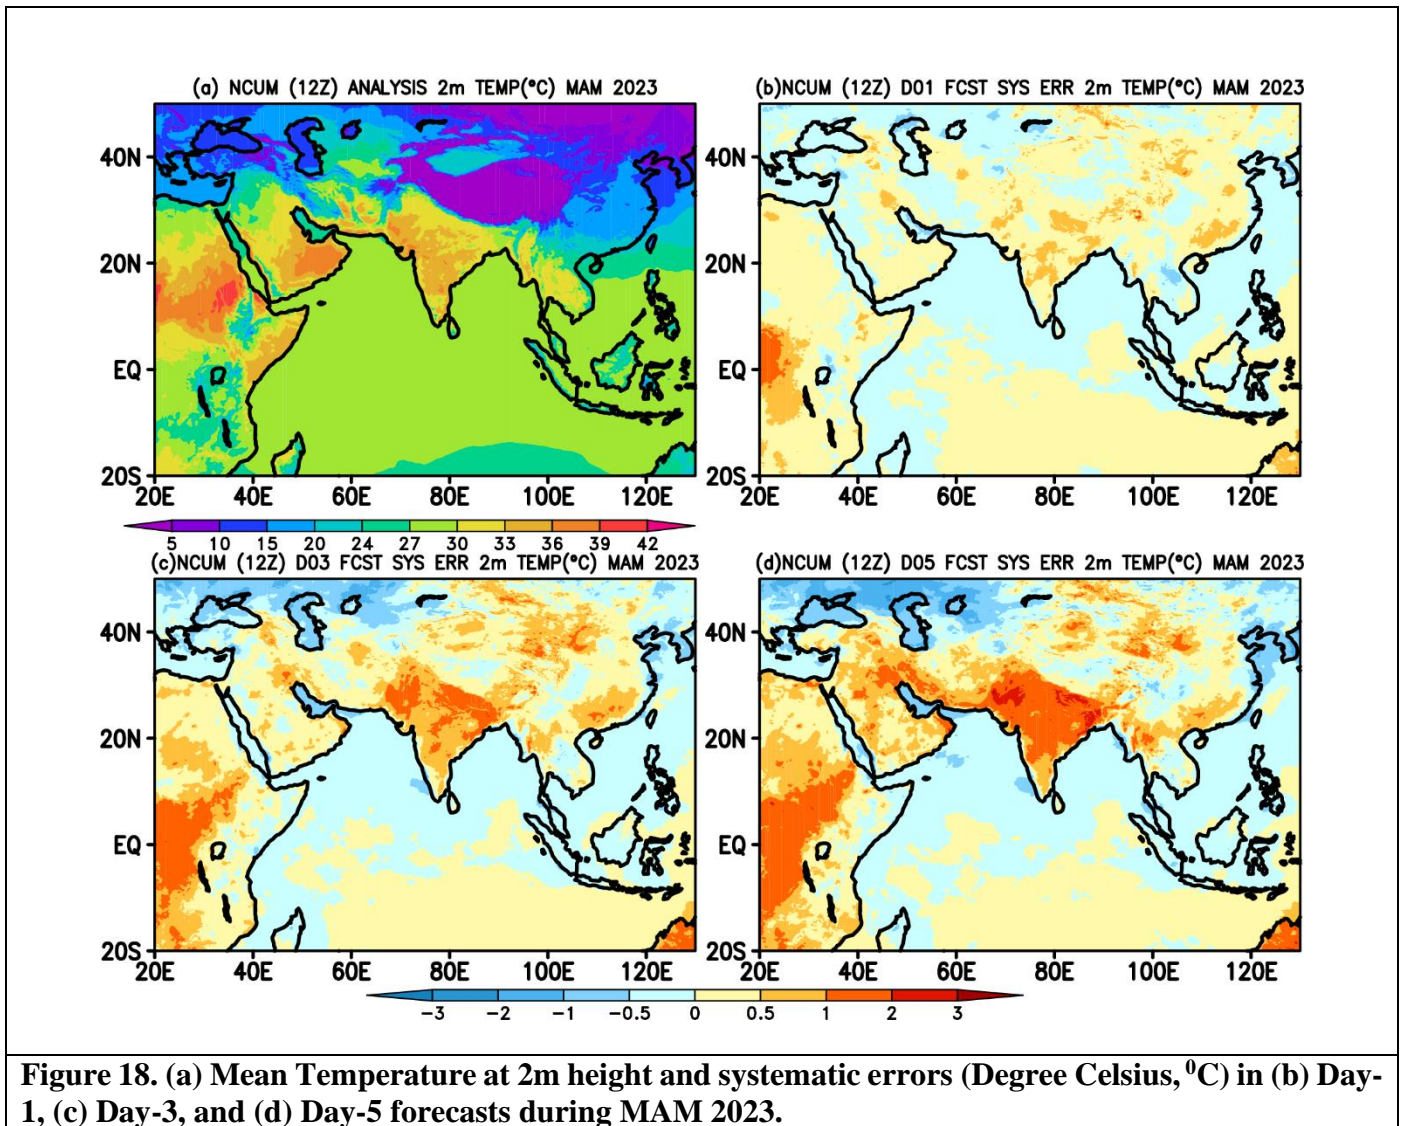 (a) NCUM (12Z) ANALYSIS 2m TEMP(ºC) MAM 2023
(b)NCUM (12Z) D01 FCST SYS ERR 2m TEMP(ºC) MAM 2023
40N
20N
EQ
20S
20E 40E 60E 80E 100E 120E
40N
20N
EQ
20S
20E 40E 60E 80E 100E 120E
5 10 15 20 24 27 30 33 36 39 42
(c)NCUM (12Z) D03 FCST SYS ERR 2m TEMP(ºC) MAM 2023
(d)NCUM (12Z) D05 FCST SYS ERR 2m TEMP(ºC) MAM 2023
40N
20N
EQ
20S
20E 40E 60E 80E 100E 120E
40N
20N
EQ
20S
20E 40E 60E 80E 100E 120E
−3 −2 −1 −0.5 0 0.5 1 2 3
Figure 18. (a) Mean Temperature at 2m height and systematic errors (Degree Celsius, ⁰C) in (b) Day-
1, (c) Day-3, and (d) Day-5 forecasts during MAM 2023.